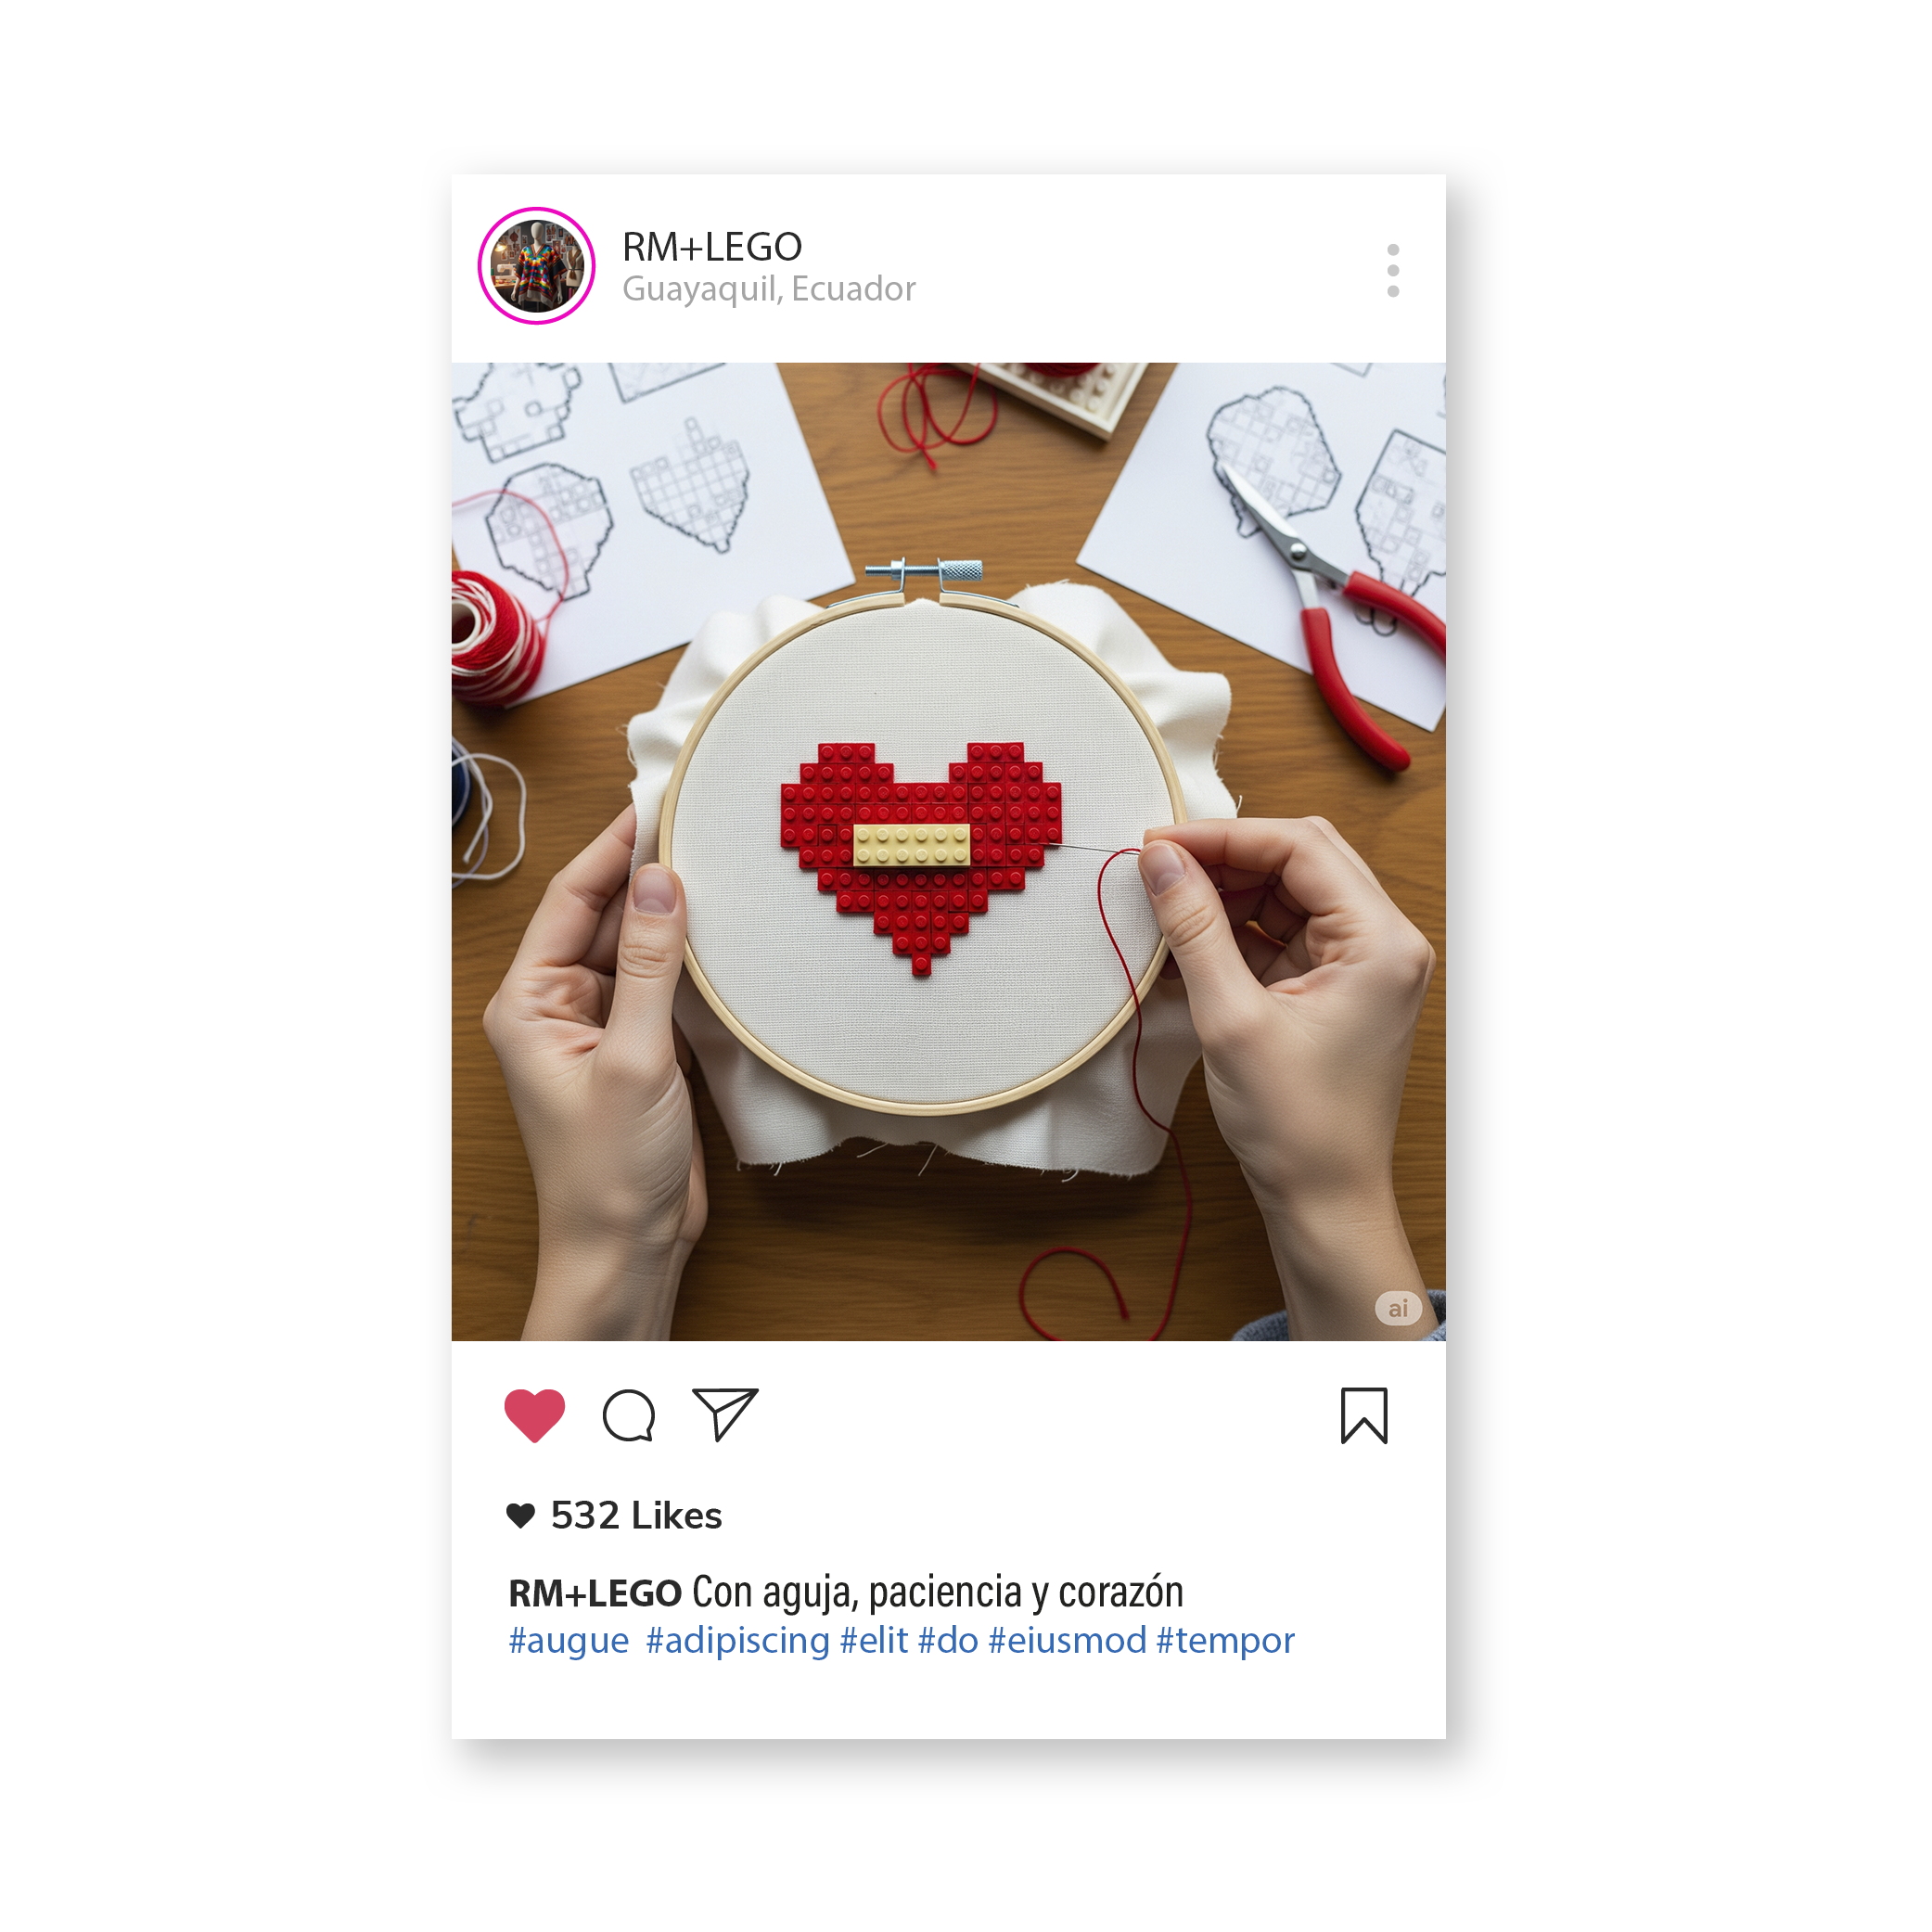 RM+LEGO
Guayaquil, Ecuador
ai
532 Likes
RM+LEGO Con aguja, paciencia y corazón
#augue #adipiscing #elit #do #eiusmod #tempor